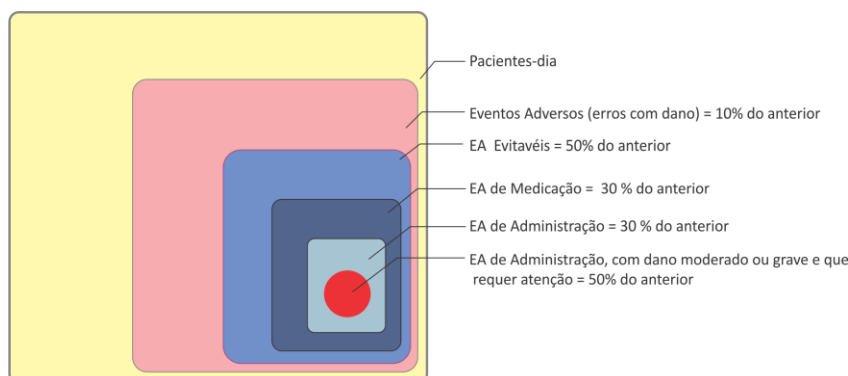 Pacientes-dia
Eventos Adversos (erros com dano) = 10% do anterior
EA  Evitavéis = 50% do anterior
EA de Medicação =  30 % do anterior
EA de Administração = 30 % do anterior
EA de Administração, com dano moderado ou grave e que
requer atenção = 50% do anterior